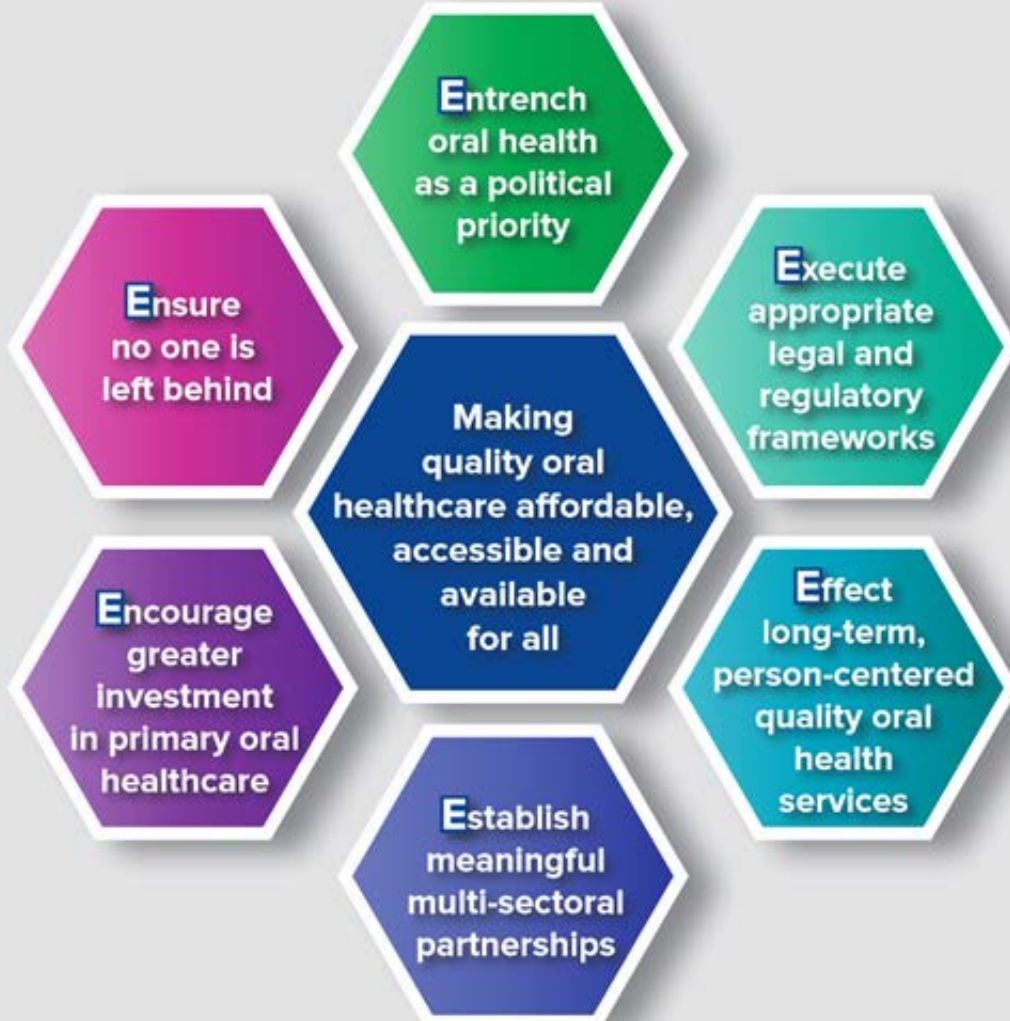 Entrench
oral health
as a political
priority
Execute
appropriate
legal and
regulatory
frameworks
Effect
long-term,
person-centered
quality oral
health
services
Establish
meaningful
multi-sectoral
partnerships
Encourage
greater
investment
in primary oral
healthcare
Ensure
no one is
left behind
Making
quality oral
healthcare affordable,
accessible and
available
for all